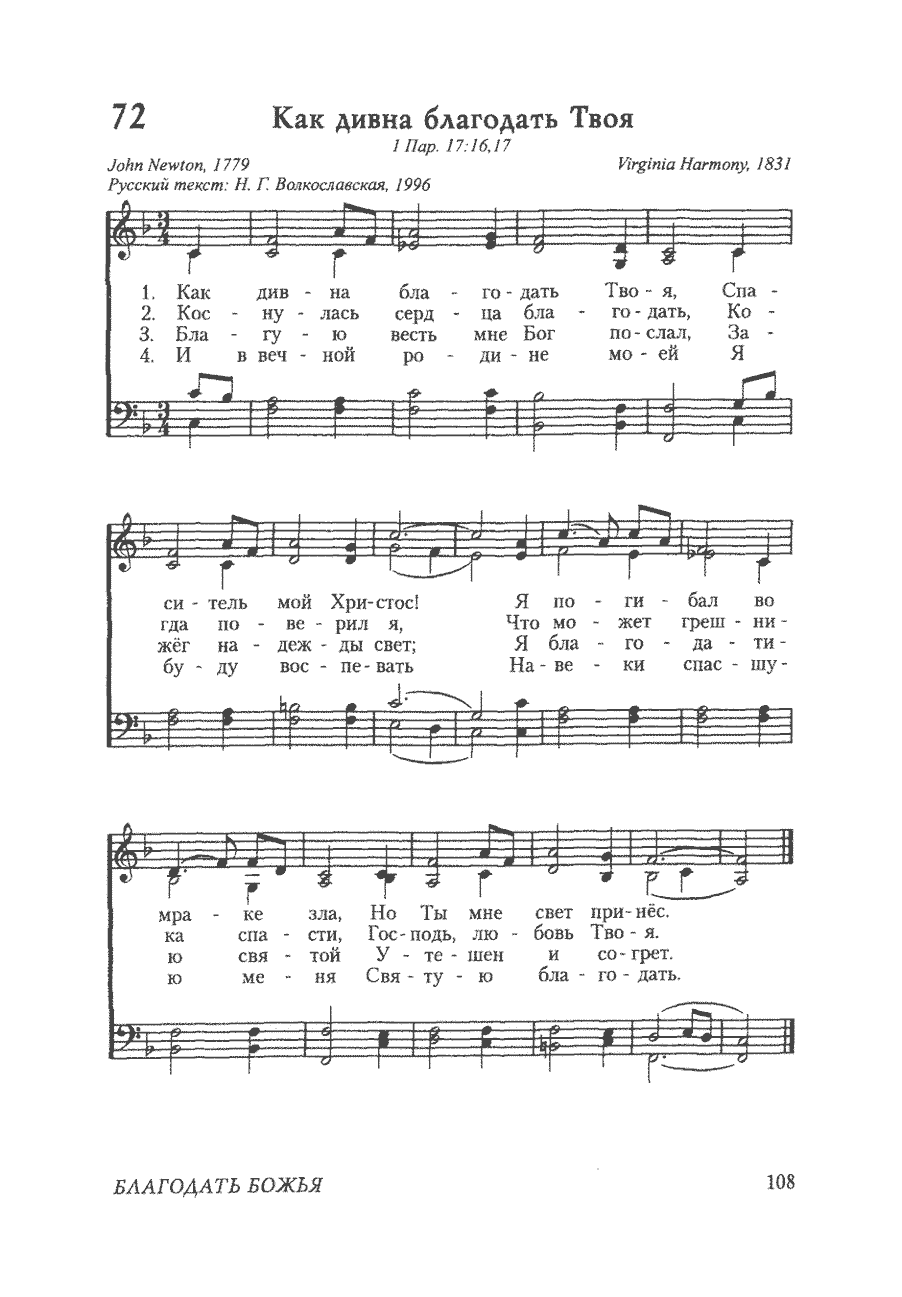 72 Как дивна благодать Твоя
1 Пар. 17:16,17
John Newton, 1779 Virginia Harmony, 1831
Русский текст: Н. Г. Волкославская, 1996
1. Как див - на бла - го - дать Тво - я, Спа -
2. Кос - ну - лась серд - ца бла - го - дать, Ко -
3. Бла - гу - ю весть мне Бог по - слал, За -
4. И в веч - ной ро - ди - не мо - ей Я
си - тель мой Хри - стос! Я по - ги - бал во
гда по - ве - рил я, Что мо - жет греш - ни -
жёг на - деж - ды свет; Я бла - го - да - ти -
бу - ду вос - пе - вать На - ве - ки спас - шу -
мра - ке зла, Но Ты мне свет при - нёс.
ка спа - сти, Гос - подь, лю - бовь Тво - я.
ю свя - той У - те - шен и со - грет.
ю ме - ня Свя - ту - ю бла - го - дать.
БЛАГОДАТЬ БОЖЬЯ 108